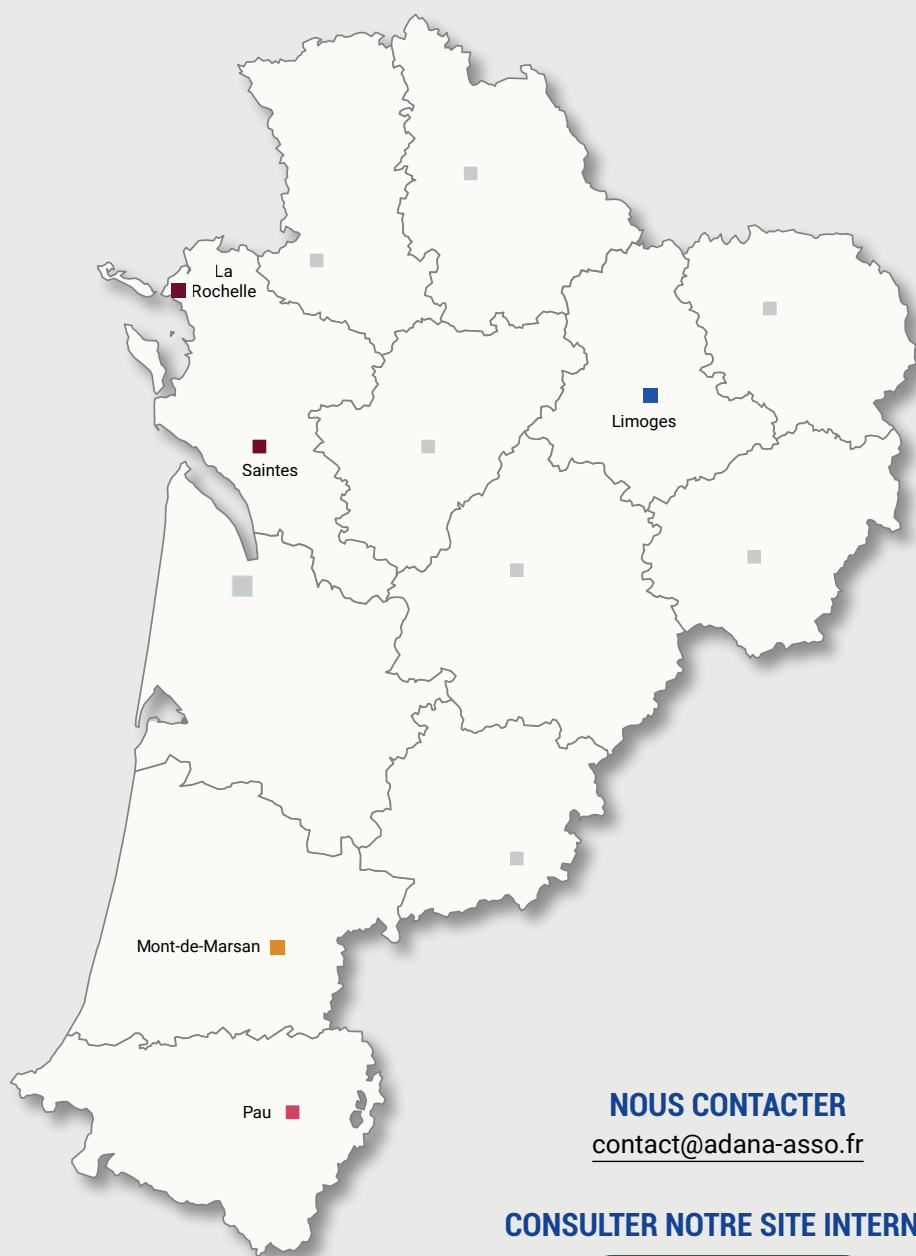 La
Rochelle
Limoges
Saintes
Mont-de-Marsan
Pau
NOUS CONTACTER
contact@adana-asso.fr
CONSULTER NOTRE SITE INTERN